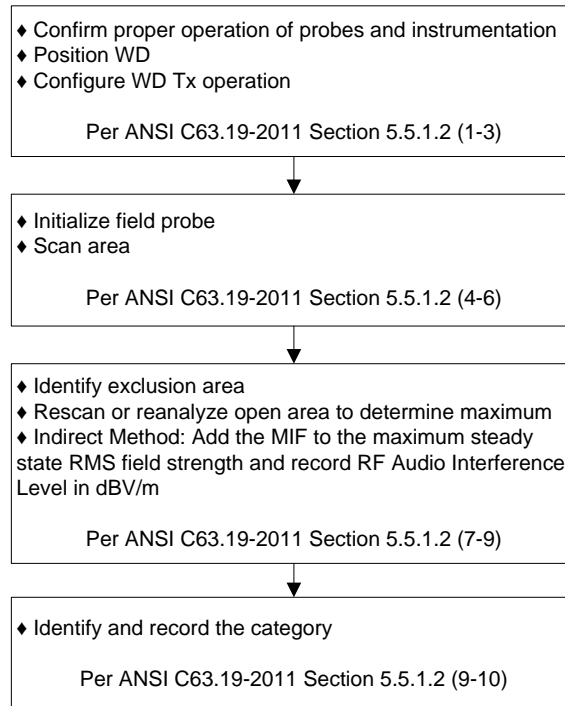 ♦ Confirm proper operation of probes and instrumentation
♦ Position WD
♦ Configure WD Tx operation
Per ANSI C63.19-2011 Section 5.5.1.2 (1-3)
♦ Initialize field probe
♦ Scan area
Per ANSI C63.19-2011 Section 5.5.1.2 (4-6)
♦ Identify exclusion area
♦ Rescan or reanalyze open area to determine maximum
♦ Indirect Method: Add the MIF to the maximum steady
state RMS field strength and record RF Audio Interference
Level in dBV/m
Per ANSI C63.19-2011 Section 5.5.1.2 (7-9)
♦ Identify and record the category
Per ANSI C63.19-2011 Section 5.5.1.2 (9-10)